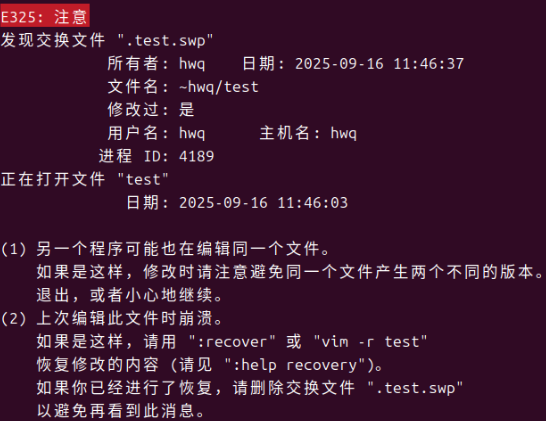 E325: 注意
发现交换文件 ".test.swp"
所有者: hwq    日期: 2025-09-16 11:46:37
文件名: ~hwq/test
修改过: 是
用户名: hwq      主机名: hwq
进程 ID: 4189
正在打开文件 "test"
日期: 2025-09-16 11:46:03
(1) 另一个程序可能也在编辑同一个文件。
如果是这样，修改时请注意避免同一个文件产生两个不同的版本。
退出，或者小心地继续。
(2) 上次编辑此文件时崩溃。
如果是这样，请用 ":recover" 或 "vim -r test"
恢复修改的内容 (请见 ":help recovery")。
如果你已经进行了恢复，请删除交换文件 ".test.swp"
以避免再看到此消息。